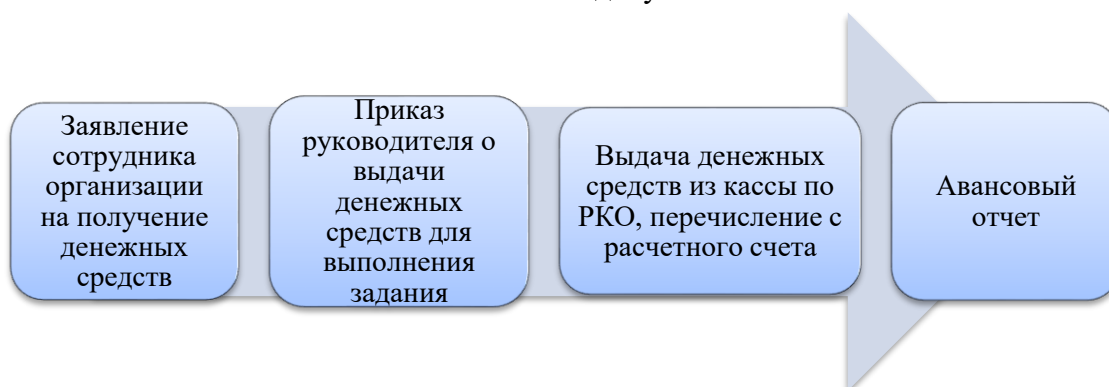 Заявление
сотрудника
организации
на получение
денежных
средств
Приказ
руководителя о
выдачи
денежных
средств для
выполнения
задания
Выдача денежных
средств из кассы по
РКО, перечисление с
расчетного счета
Авансовый
отчет